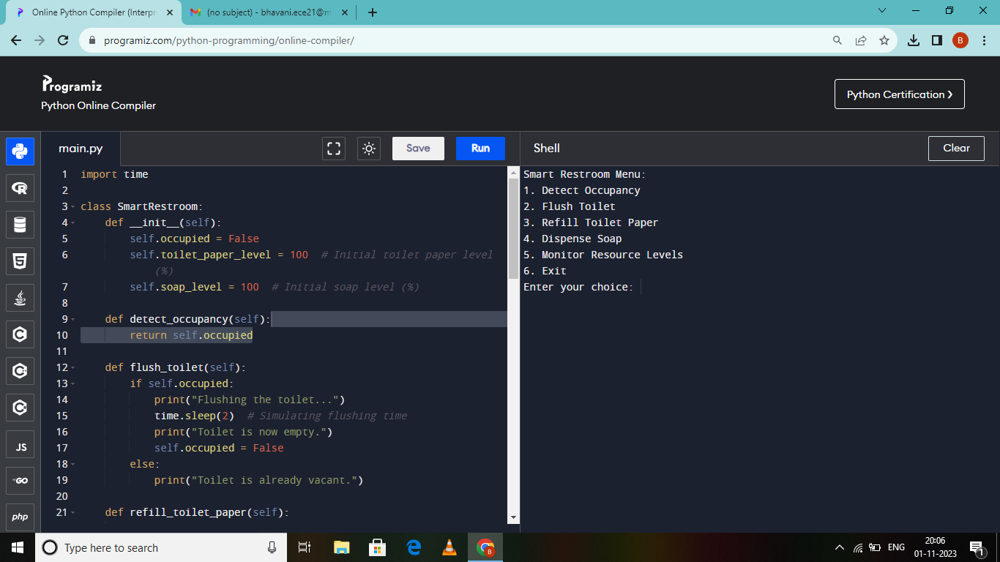 Online Python Compiler (Interpr
(no subject) - bhavani.ece21@m
programiz.com/python-programming/online-compiler/
B
Programiz
Python Online Compiler
Python Certification ❯
main.py
Save
Run
Shell
Clear
1 import time
2
3 class SmartRestroom:
4 def __init__(self):
5 self.occupied = False
6 self.toilet_paper_level = 100 # Initial toilet paper level
(%)
7 self.soap_level = 100 # Initial soap level (%)
8
9 def detect_occupancy(self):
10 return self.occupied
11
12 def flush_toilet(self):
13 if self.occupied:
14 print("Flushing the toilet...")
15 time.sleep(2) # Simulating flushing time
16 print("Toilet is now empty.")
17 self.occupied = False
18 else:
19 print("Toilet is already vacant.")
20
21 def refill_toilet_paper(self):
Smart Restroom Menu:
1. Detect Occupancy
2. Flush Toilet
3. Refill Toilet Paper
4. Dispense Soap
5. Monitor Resource Levels
6. Exit
Enter your choice:
R
5
C
C
C
JS
GO
php
Type here to search
B
ENG
20:06
01-11-2023
1